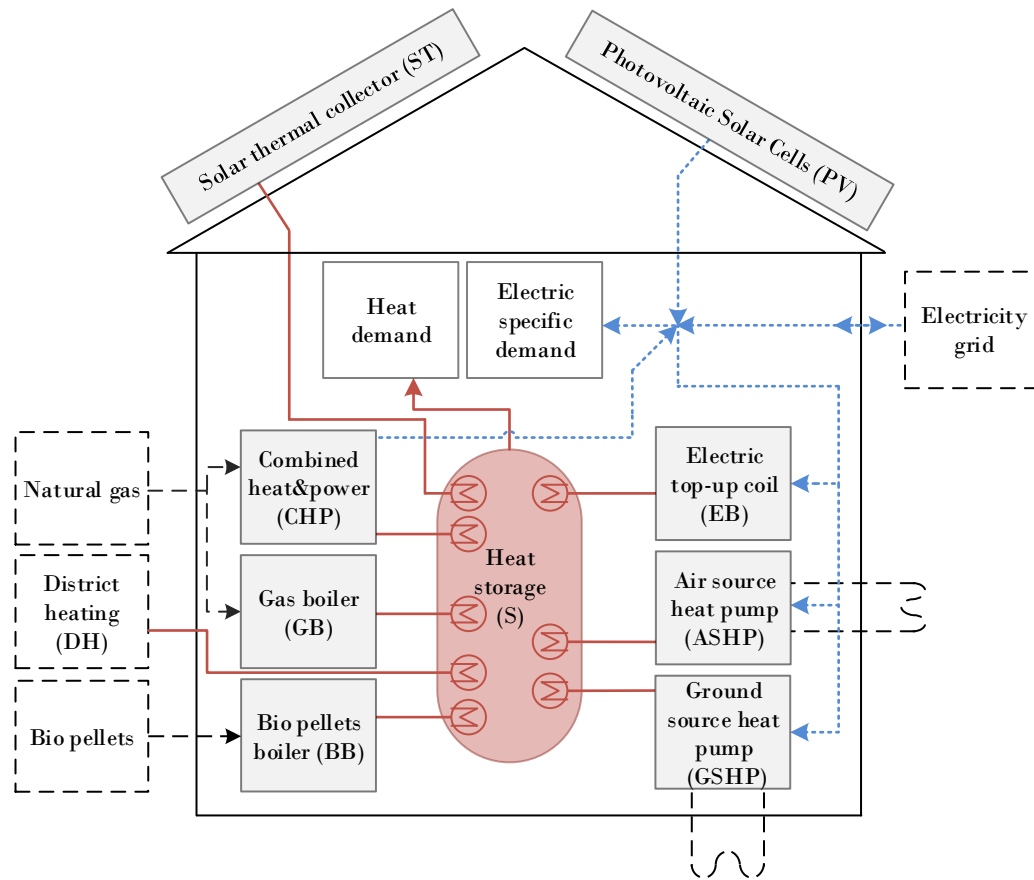 Solar thermal collector (ST)
Photovoltaic Solar Cells (PV)
Heat
demand
Electric
specific
demand
Electricity
grid
Natural gas
Combined
heat&power
(CHP)
Electric
top-up coil
(EB)
District
heating
(DH)
Gas boiler
(GB)
Heat
storage
(S)
Air source
heat pump
(ASHP)
Bio pellets
Bio pellets
boiler (BB)
Ground
source heat
pump
(GSHP)